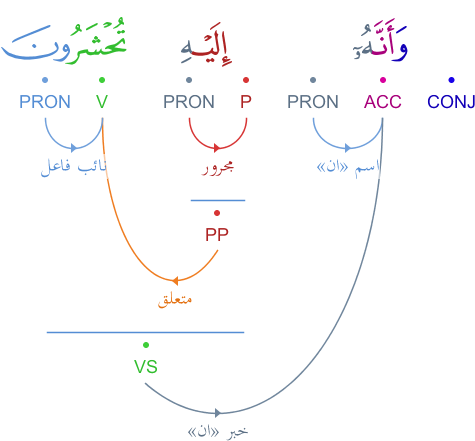 وَأَنَّهُۥٓ إِلَيْهِ تُحْشَرُونَ
PRON V PRON P PRON ACC CONJ
نائب فاعل مجرور اسم «ان»
PP
متعلق
VS
خبر «ان»